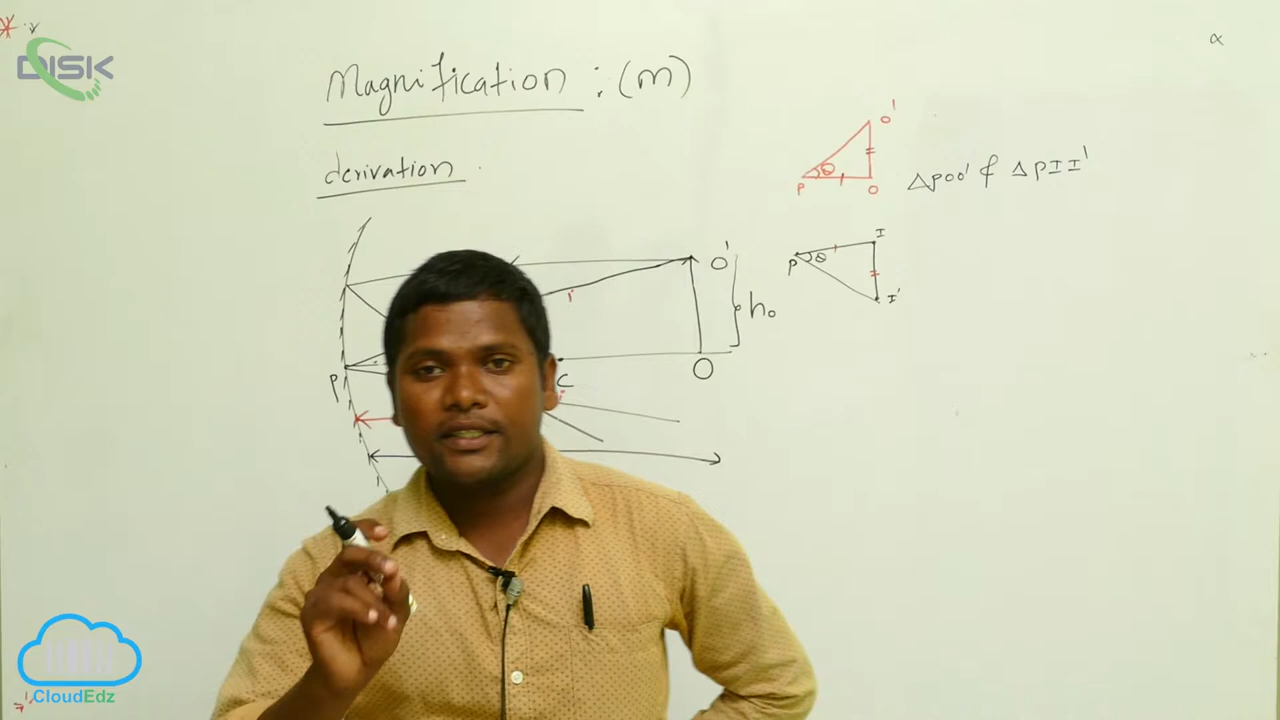 DISK
Magnification : (m)
derivation
α
O'
θ
P
O
Δpoo' & ΔPII'
I
P
θ
I'
O'
h₀
P
C
O
CloudEdz